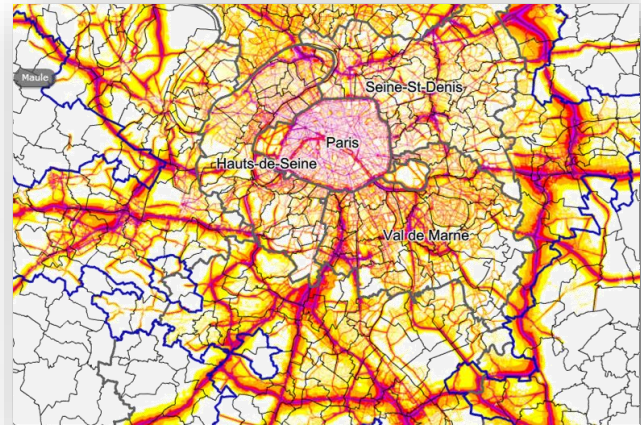 Maule
Seine-St-Denis
Paris
Hauts-de-Seine
Val de Marne